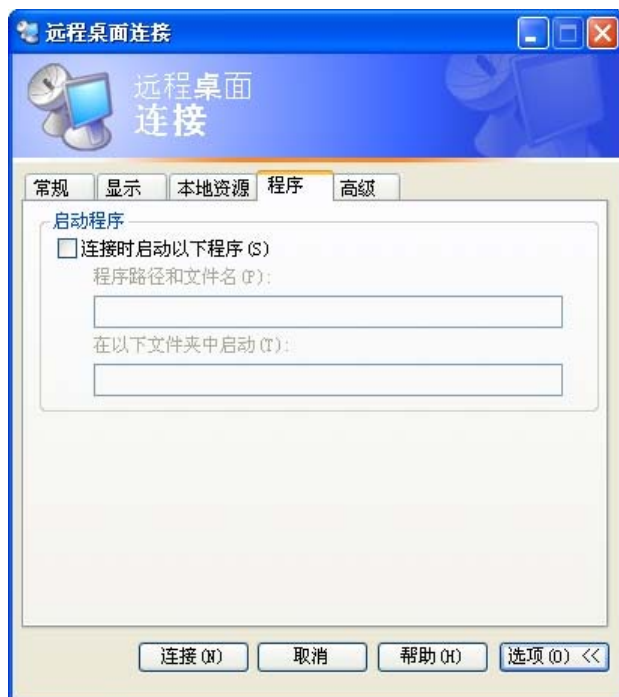 远程桌面连接
远程桌面
连接
常规 显示 本地资源 程序 高级
启动程序
连接时启动以下程序(S)
程序路径和文件名(P):
在以下文件夹中启动(T):
连接(N) 取消 帮助(H) 选项(O) <<